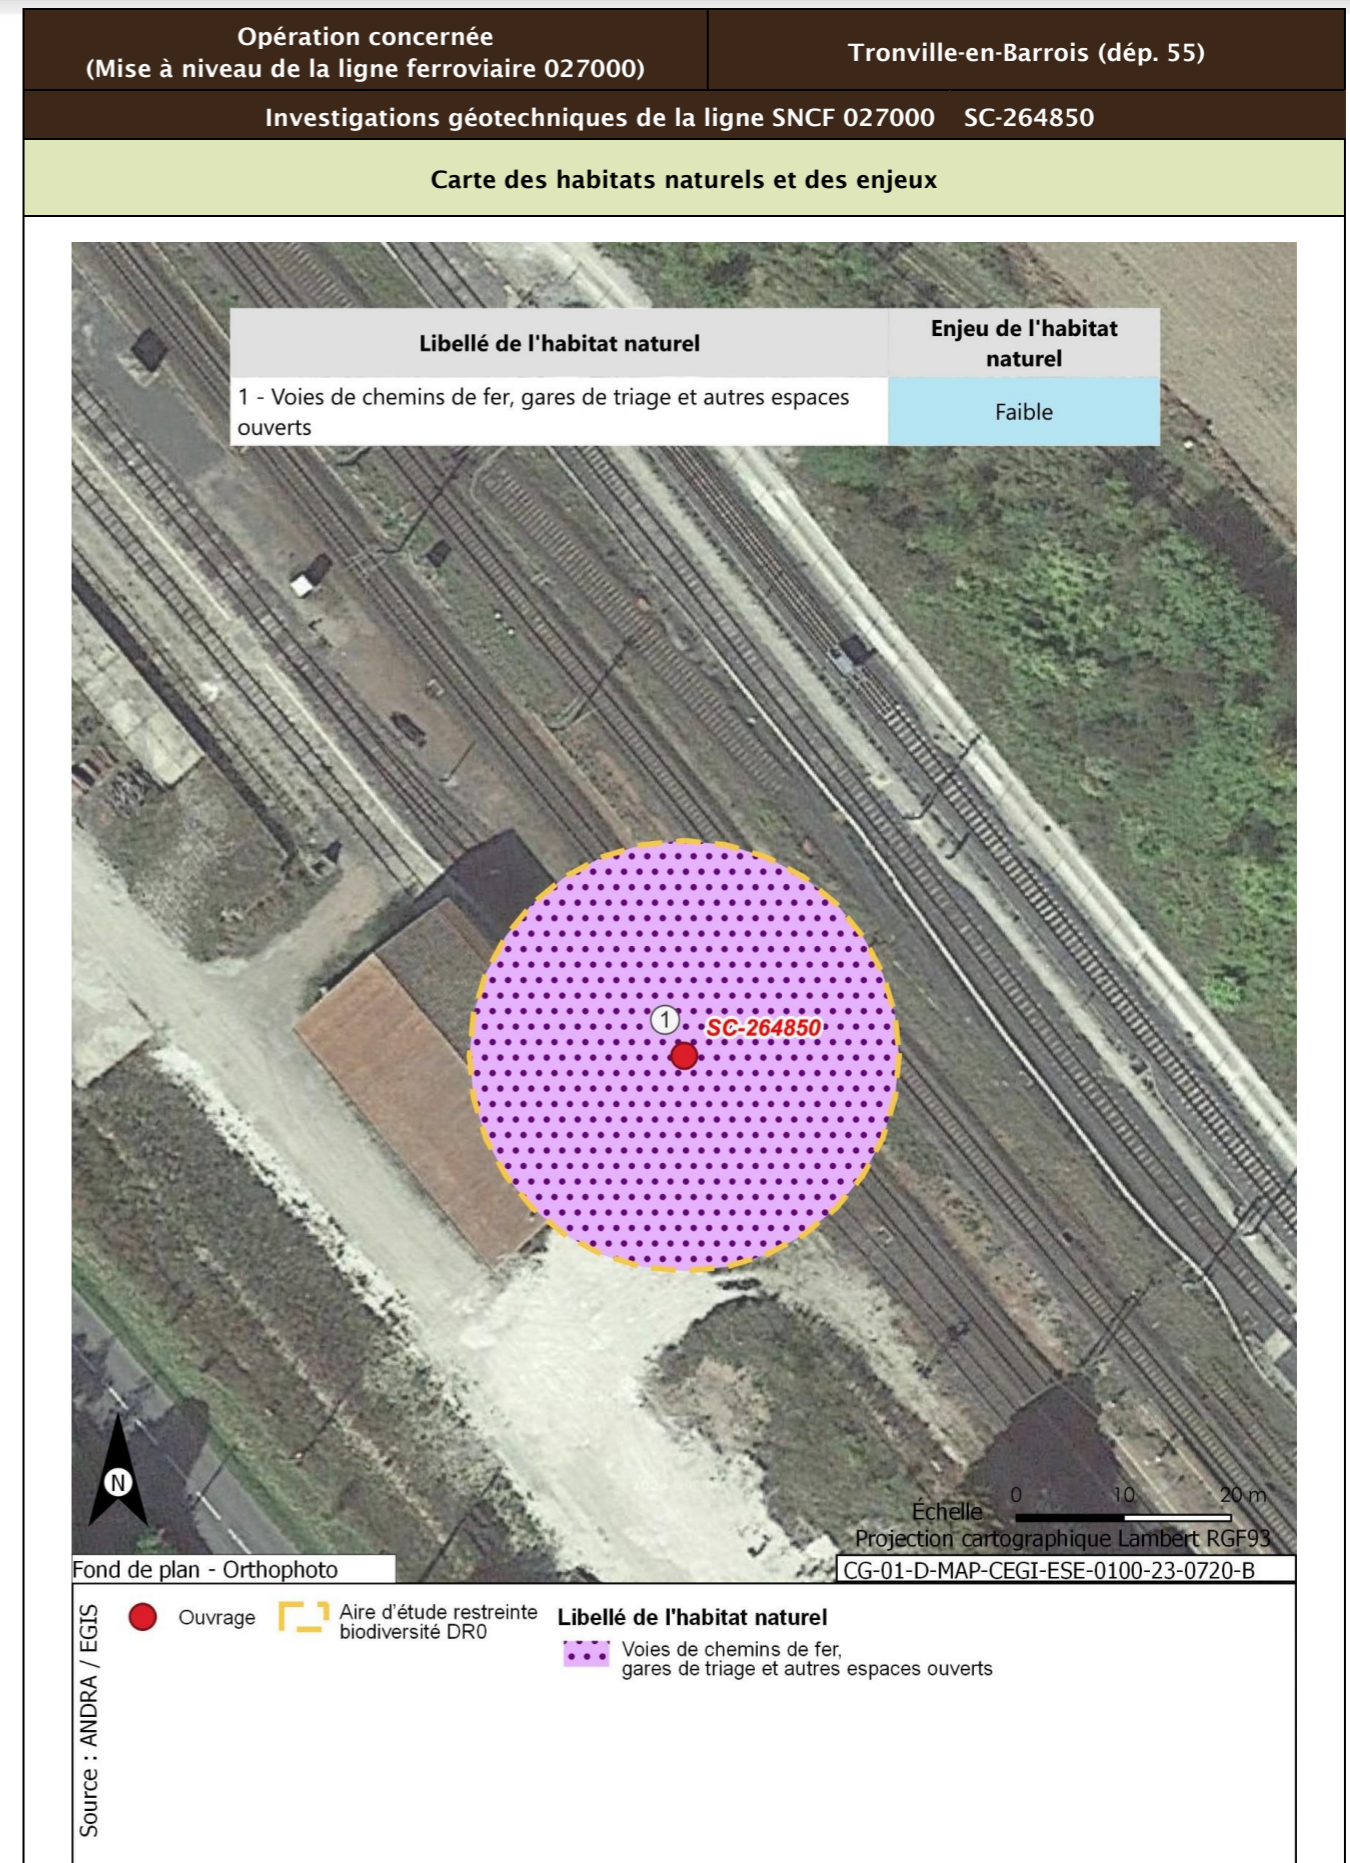 Opération concernée
(Mise à niveau de la ligne ferroviaire 027000)
Tronville-en-Barrois (dép. 55)
Investigations géotechniques de la ligne SNCF 027000 SC-264850
Carte des habitats naturels et des enjeux
Libellé de l'habitat naturel
Enjeu de l'habitat
naturel
1 - Voies de chemins de fer, gares de triage et autres espaces
ouverts
Faible
1
SC-264850
N
0 10 20 m
Échelle
Projection cartographique Lambert RGF93
Fond de plan - Orthophoto
CG-01-D-MAP-CEGI-ESE-0100-23-0720-B
Source : ANDRA / EGIS
Ouvrage
Aire d'étude restreinte
biodiversité DR0
Libellé de l'habitat naturel
Voies de chemins de fer,
gares de triage et autres espaces ouverts